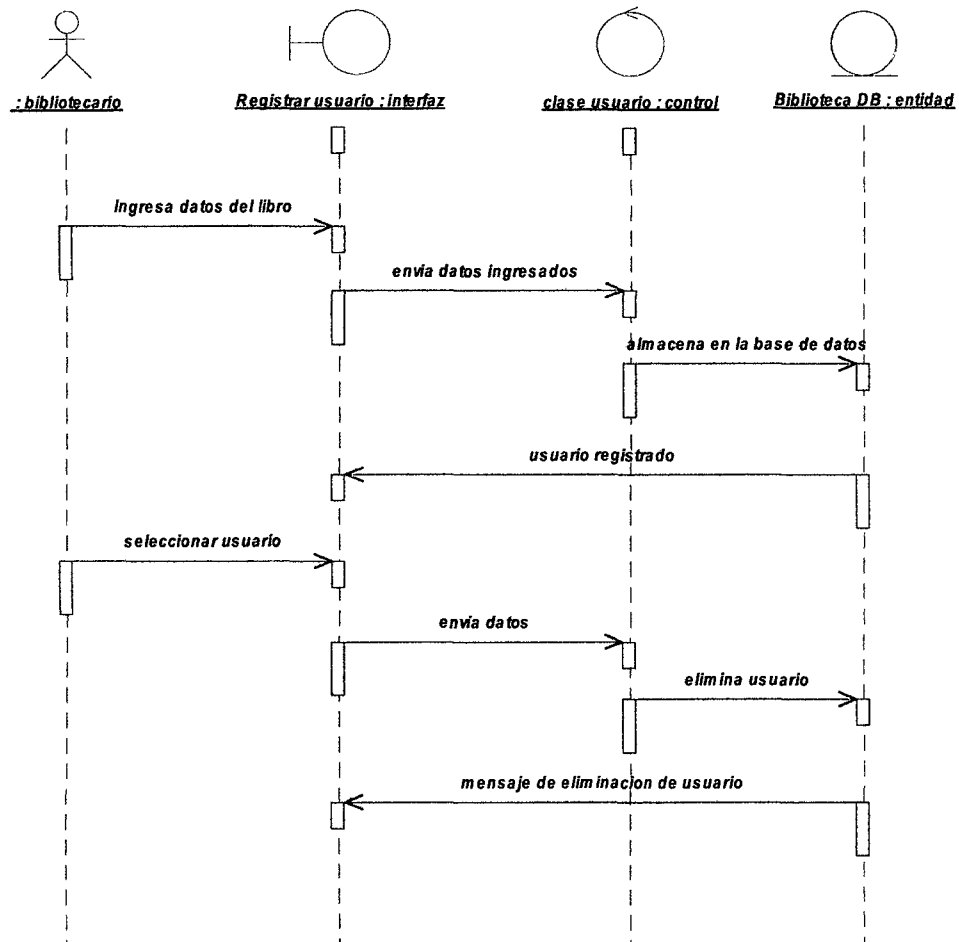 : bibliotecario
Registrar usuario : interfaz
clase usuario : control
Biblioteca DB : entidad
Ingresa datos del libro
envia datos ingresados
almacena en la base de datos
usuario registrado
seleccionar usuario
envia datos
elimina usuario
mensaje de eliminacion de usuario